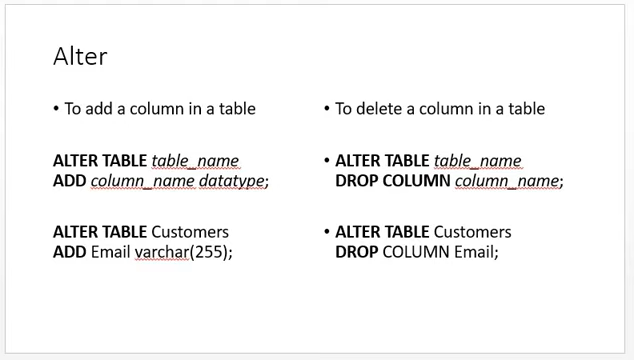 Alter
• To add a column in a table
ALTER TABLE table_name
ADD column_name datatype;
ALTER TABLE Customers
ADD Email varchar(255);
• To delete a column in a table
• ALTER TABLE table_name
DROP COLUMN column_name;
• ALTER TABLE Customers
DROP COLUMN Email;